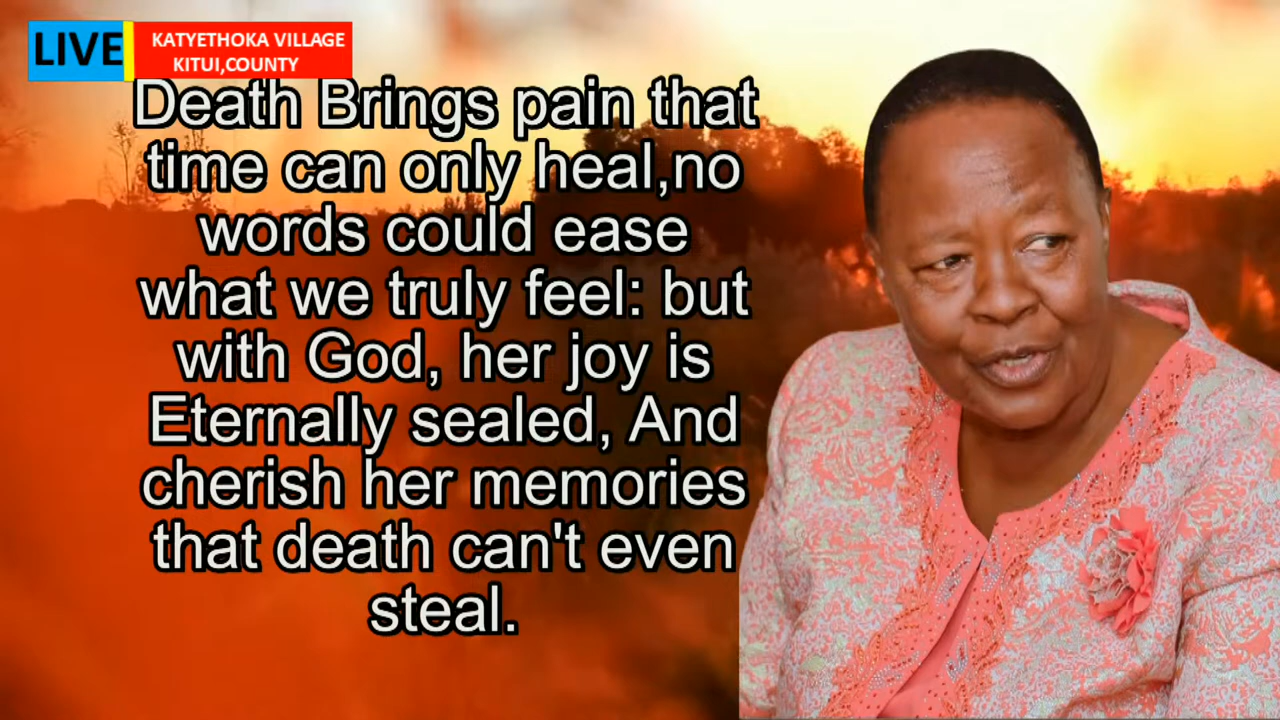 LIVE
KATYETHOKA VILLAGE
KITUI,COUNTY
Death Brings pain that
time can only heal,no
words could ease
what we truly feel: but
with God, her joy is
Eternally sealed, And
cherish her memories
that death can't even
steal.